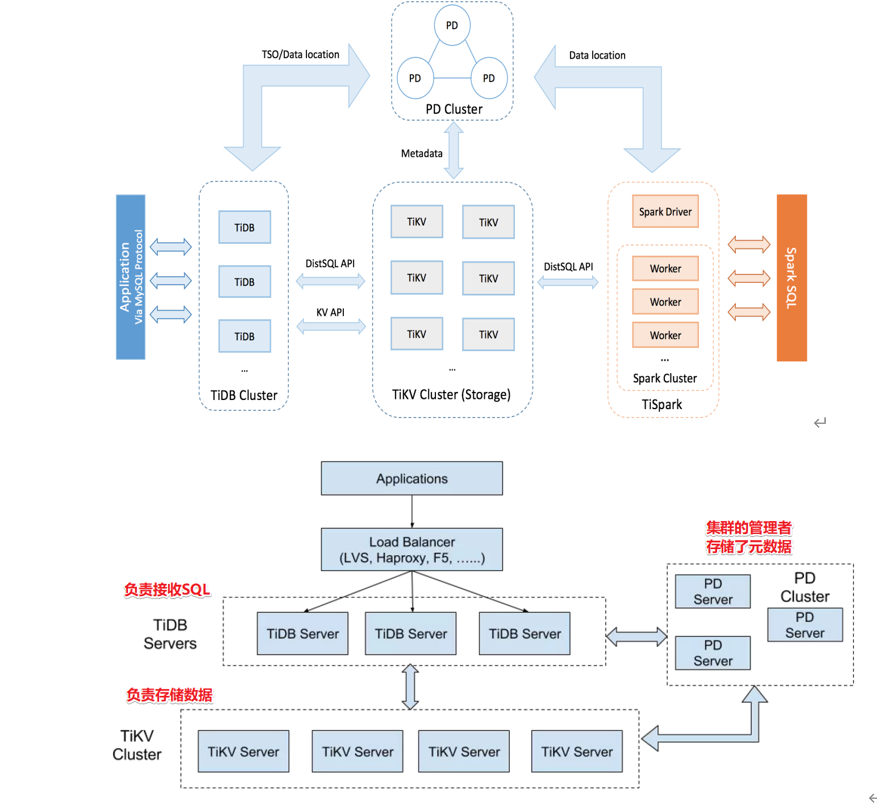 PD
TSO/Data location
Data location
PD
PD
PD Cluster
Metadata
Application
Via MySQL Protocol
TiDB
TiDB
TiDB
...
TiDB Cluster
DistSQL API
KV API
TiKV
TiKV
TiKV
TiKV
TiKV
TiKV
...
TiKV Cluster (Storage)
DistSQL API
Spark Driver
Worker
Worker
Worker
...
Spark Cluster
TiSpark
Spark SQL
Applications
Load Balancer
(LVS, Haproxy, F5, ......)
负责接收SQL
TiDB
Servers
TiDB Server
TiDB Server
TiDB Server
集群的管理者
存储了元数据
PD
Server
PD
Cluster
PD
Server
PD
Server
负责存储数据
TiKV
Cluster
TiKV Server
TiKV Server
TiKV Server
TiKV Server